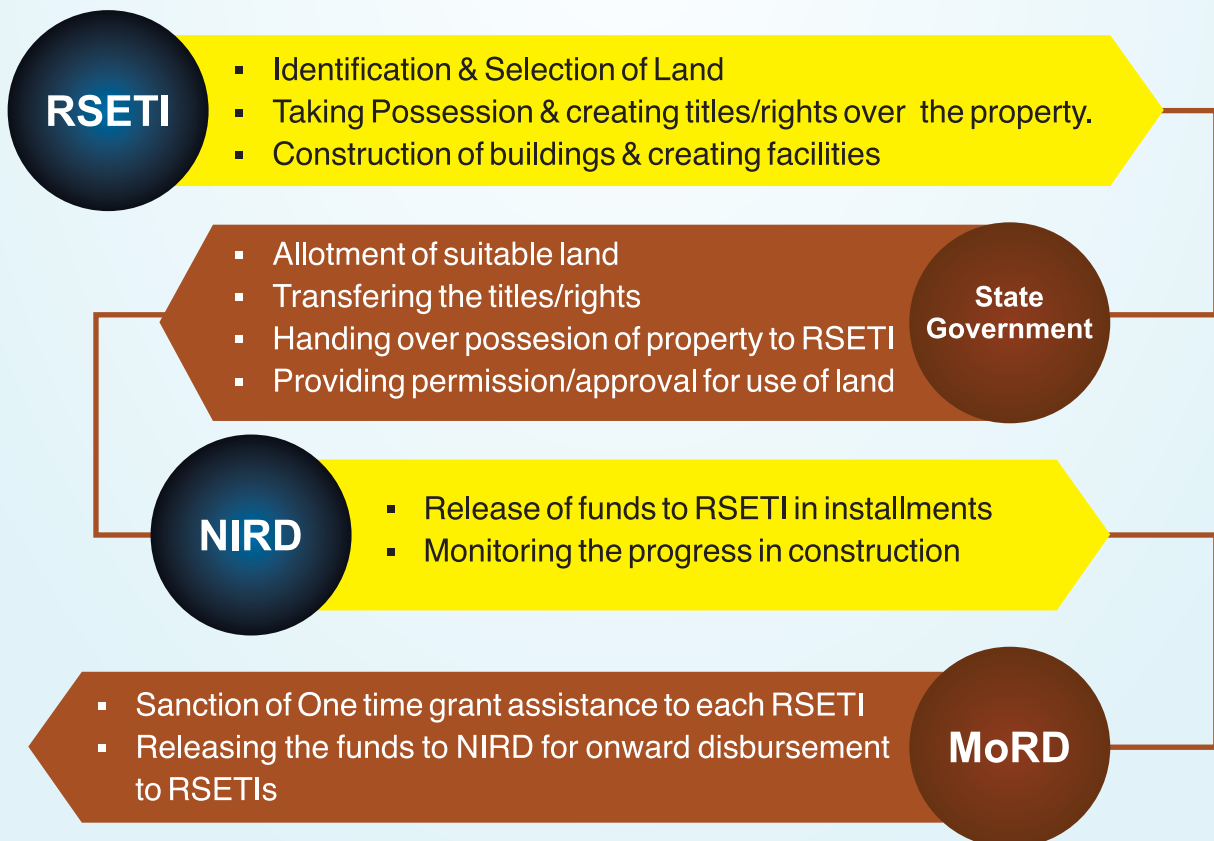 RSETI
▪ Identification & Selection of Land
▪ Taking Possession & creating titles/rights over the property.
▪ Construction of buildings & creating facilities
▪ Allotment of suitable land
▪ Transfering the titles/rights
▪ Handing over possesion of property to RSETI
▪ Providing permission/approval for use of land
State
Government
NIRD
▪ Release of funds to RSETI in installments
▪ Monitoring the progress in construction
▪ Sanction of One time grant assistance to each RSETI
▪ Releasing the funds to NIRD for onward disbursement
to RSETIs
MoRD